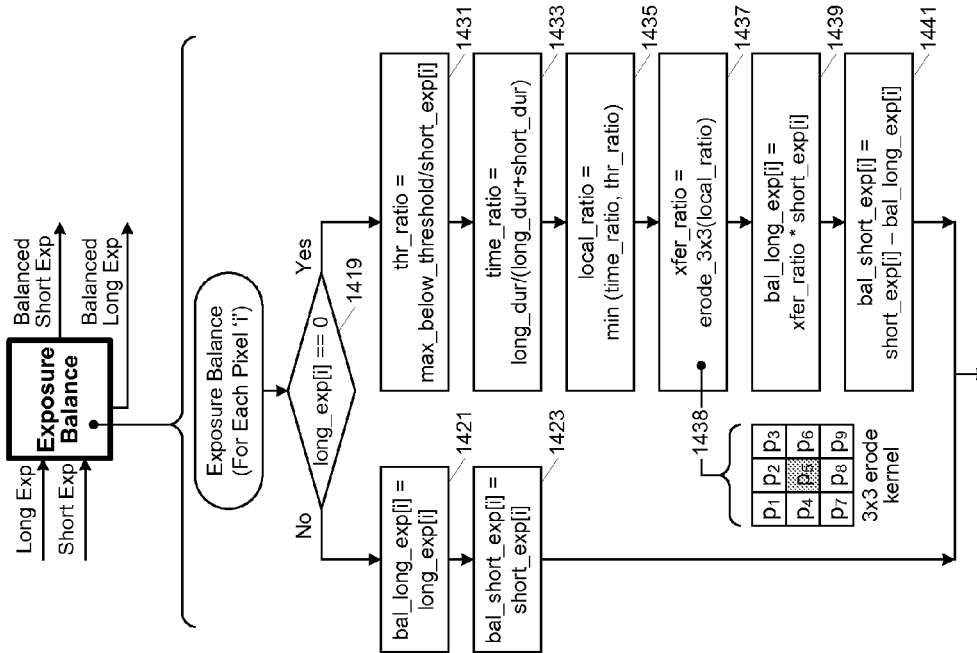 Long Exp
Short Exp
Exposure
Balance
Balanced
Short Exp
Balanced
Long Exp
Exposure Balance
(For Each Pixel 'i')
long_exp[i] == 0
1419
No
Yes
bal_long_exp[i] =
long_exp[i]
1421
bal_short_exp[i] =
short_exp[i]
1423
thr_ratio =
max_below_threshold/short_exp[i]
1431
time_ratio =
long_dur/(long_dur+short_dur)
1433
local_ratio =
min (time_ratio, thr_ratio)
1435
xfer_ratio =
erode_3x3(local_ratio)
1437
1438
p1 p2 p3
p4 p5 p6
p7 p8 p9
3x3 erode
kernel
bal_long_exp[i] =
xfer_ratio * short_exp[i]
1439
bal_short_exp[i] =
short_exp[i] – bal_long_exp[i]
1441